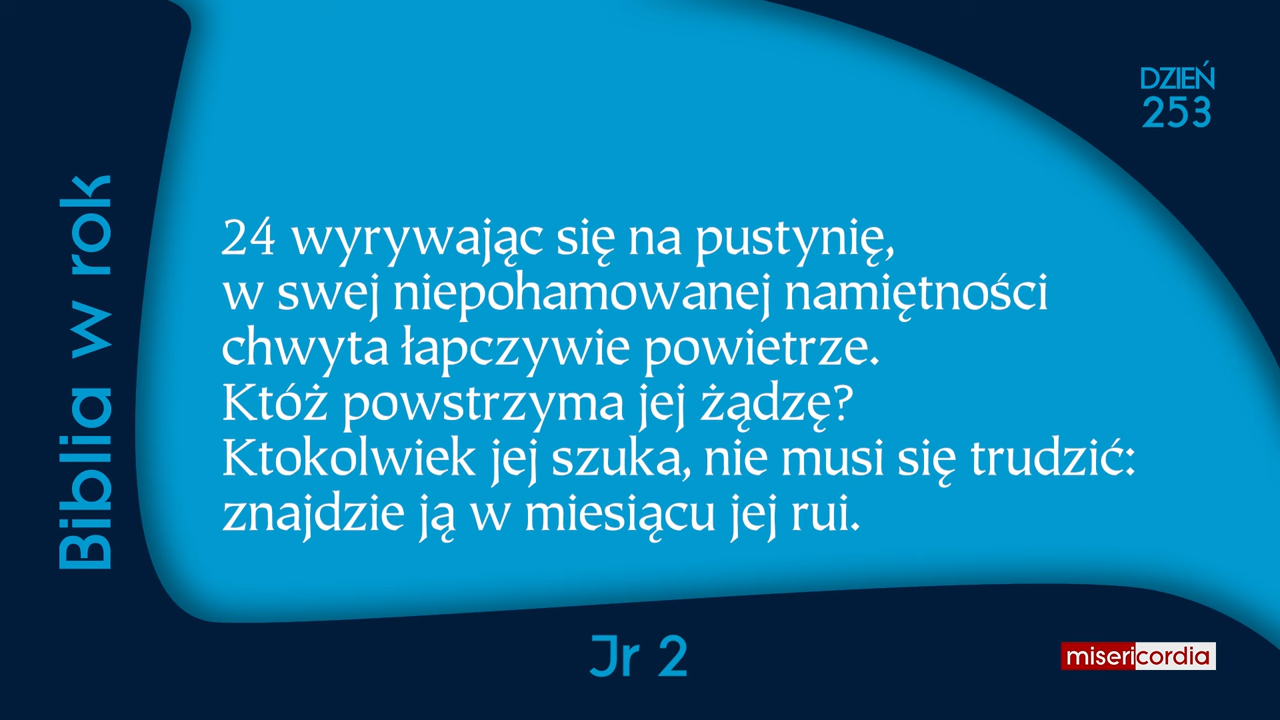 DZIEŃ
253
Biblia w rok
24 wyrywając się na pustynię,
w swej niepohamowanej namiętności
chwyta łapczywie powietrze.
Któż powstrzyma jej żądzę?
Ktokolwiek jej szuka, nie musi się trudzić:
znajdzie ją w miesiącu jej rui.
Jr 2
misericordia